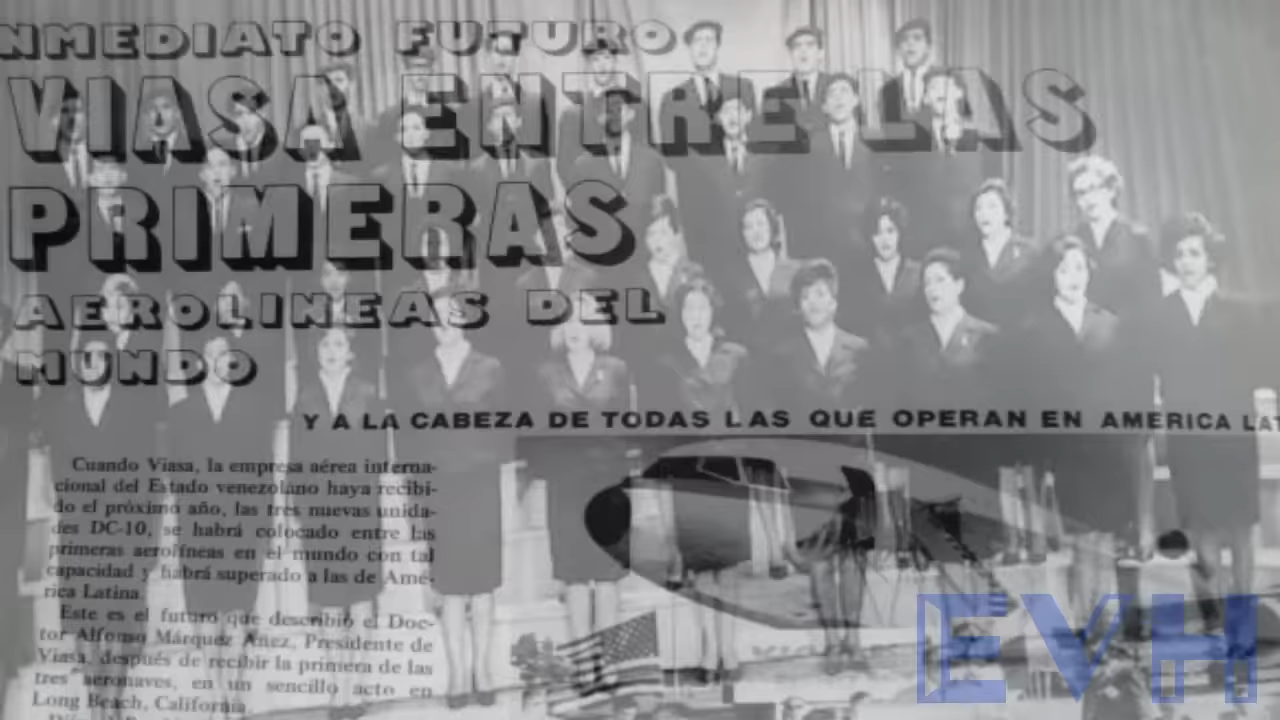 NMEDIATO FUTURO
VIASA ENTRE LAS
PRIMERAS
AEROLINEAS DEL
MUNDO
Y A LA CABEZA DE TODAS LAS QUE OPERAN EN AMERICA LAT
Cuando Viasa, la empresa aérea interna-
cional del Estado venezolano haya recibi-
do el próximo año, las tres nuevas unida-
des DC-10, se habrá colocado entre las
primeras aerolíneas en el mundo con tal
capacidad y habrá superado a las de Amé-
rica Latina.
Este es el futuro que describió el Doc-
tor Alfonso Márquez Añez, Presidente de
Viasa, después de recibir la primera de las
tres aeronaves, en un sencillo acto en
Long Beach, California.
EVH